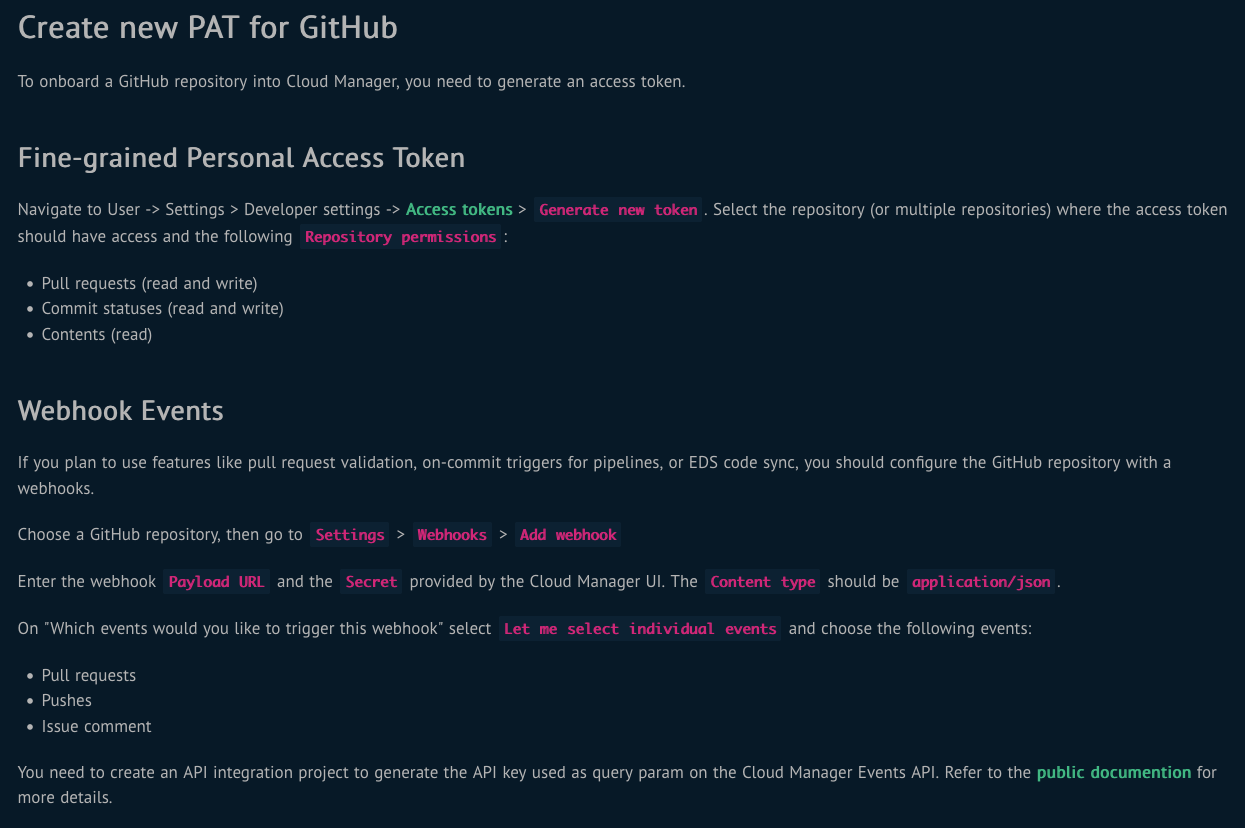 Create new PAT for GitHub
To onboard a GitHub repository into Cloud Manager, you need to generate an access token.
Fine-grained Personal Access Token
Navigate to User -> Settings > Developer settings -> Access tokens > Generate new token. Select the repository (or multiple repositories) where the access token
should have access and the following Repository permissions:
• Pull requests (read and write)
• Commit statuses (read and write)
• Contents (read)
Webhook Events
If you plan to use features like pull request validation, on-commit triggers for pipelines, or EDS code sync, you should configure the GitHub repository with a
webhooks.
Choose a GitHub repository, then go to Settings > Webhooks > Add webhook
Enter the webhook Payload URL and the Secret provided by the Cloud Manager UI. The Content type should be application/json.
On "Which events would you like to trigger this webhook" select Let me select individual events and choose the following events:
• Pull requests
• Pushes
• Issue comment
You need to create an API integration project to generate the API key used as query param on the Cloud Manager Events API. Refer to the public documention for
more details.